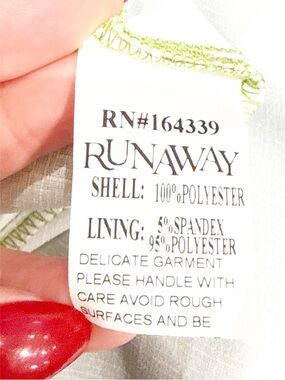 RN#164339
RUNAWAY
SHELL: 100%POLYESTER
LINING: 5%SPANDEX
95%POLYESTER
DELICATE GARMENT
PLEASE HANDLE WITH
CARE AVOID ROUGH
SURFACES AND BE